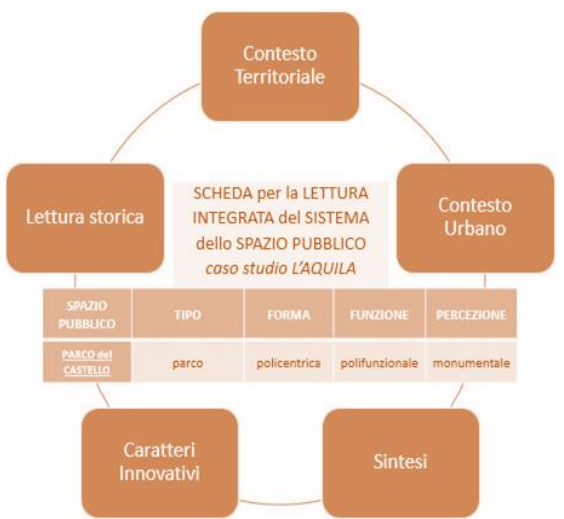 Contesto
Territoriale
Lettura storica
SCHEDA per la LETTURA
INTEGRATA del SISTEMA
dello SPAZIO PUBBLICO
caso studio L'AQUILA
Contesto
Urbano
SPAZIO
PUBBLICO
TIPO
FORMA
FUNZIONE
PERCEZIONE
PARCO del
CASTELLO
parco
policentrica
polifunzionale
monumentale
Caratteri
Innovativi
Sintesi